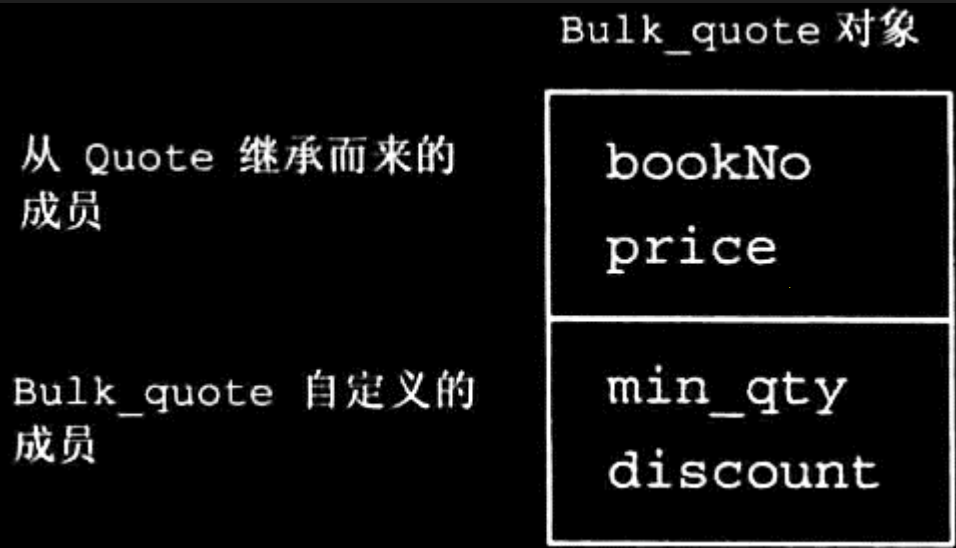 Bulk_quote 对象
从 Quote 继承而来的
成员
bookNo
price
Bulk_quote 自定义的
成员
min_qty
discount